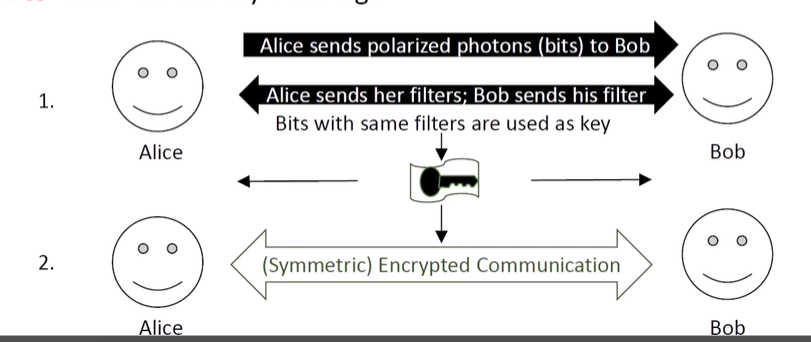 Alice sends polarized photons (bits) to Bob
1.
Alice sends her filters; Bob sends his filter
Bits with same filters are used as key
Alice
Bob
2.
(Symmetric) Encrypted Communication
Alice
Bob